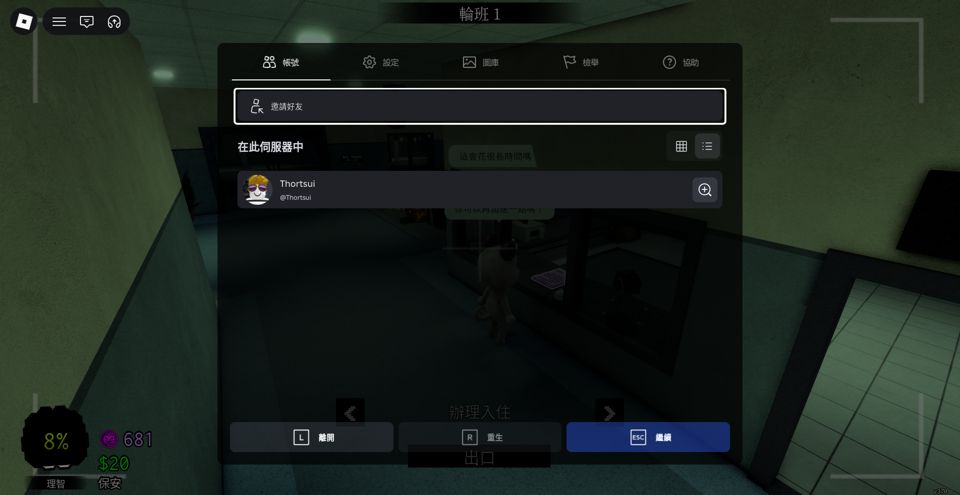 輪班 1
帳號
設定
圖庫
檢舉
協助
邀請好友
在此伺服器中
這會花很長時間嗎
Thortsui
@Thortsui
8%
681
$20
理智
保安
辦理入住
L 離開
R 重生
ESC 繼續
出口